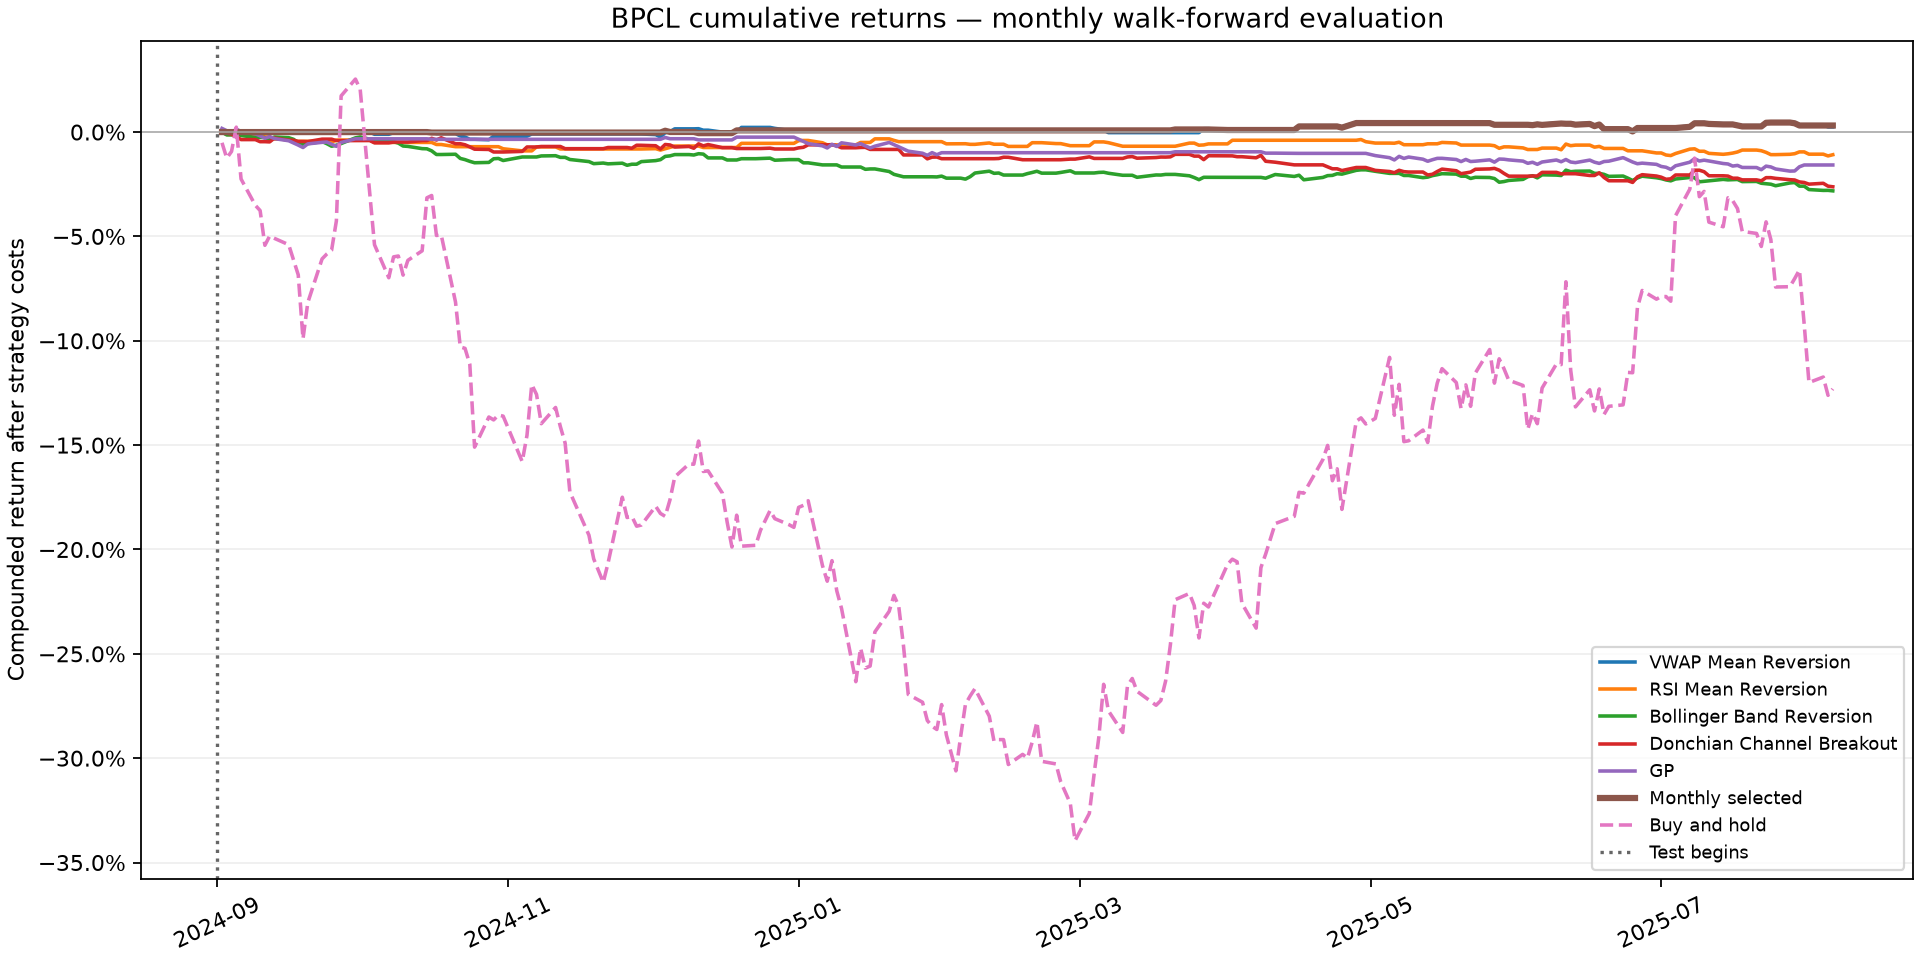 BPCL cumulative returns — monthly walk-forward evaluation
Compounded return after strategy costs
0.0%
−5.0%
−10.0%
−15.0%
−20.0%
−25.0%
−30.0%
−35.0%
2024-09
2024-11
2025-01
2025-03
2025-05
2025-07
VWAP Mean Reversion
RSI Mean Reversion
Bollinger Band Reversion
Donchian Channel Breakout
GP
Monthly selected
Buy and hold
Test begins